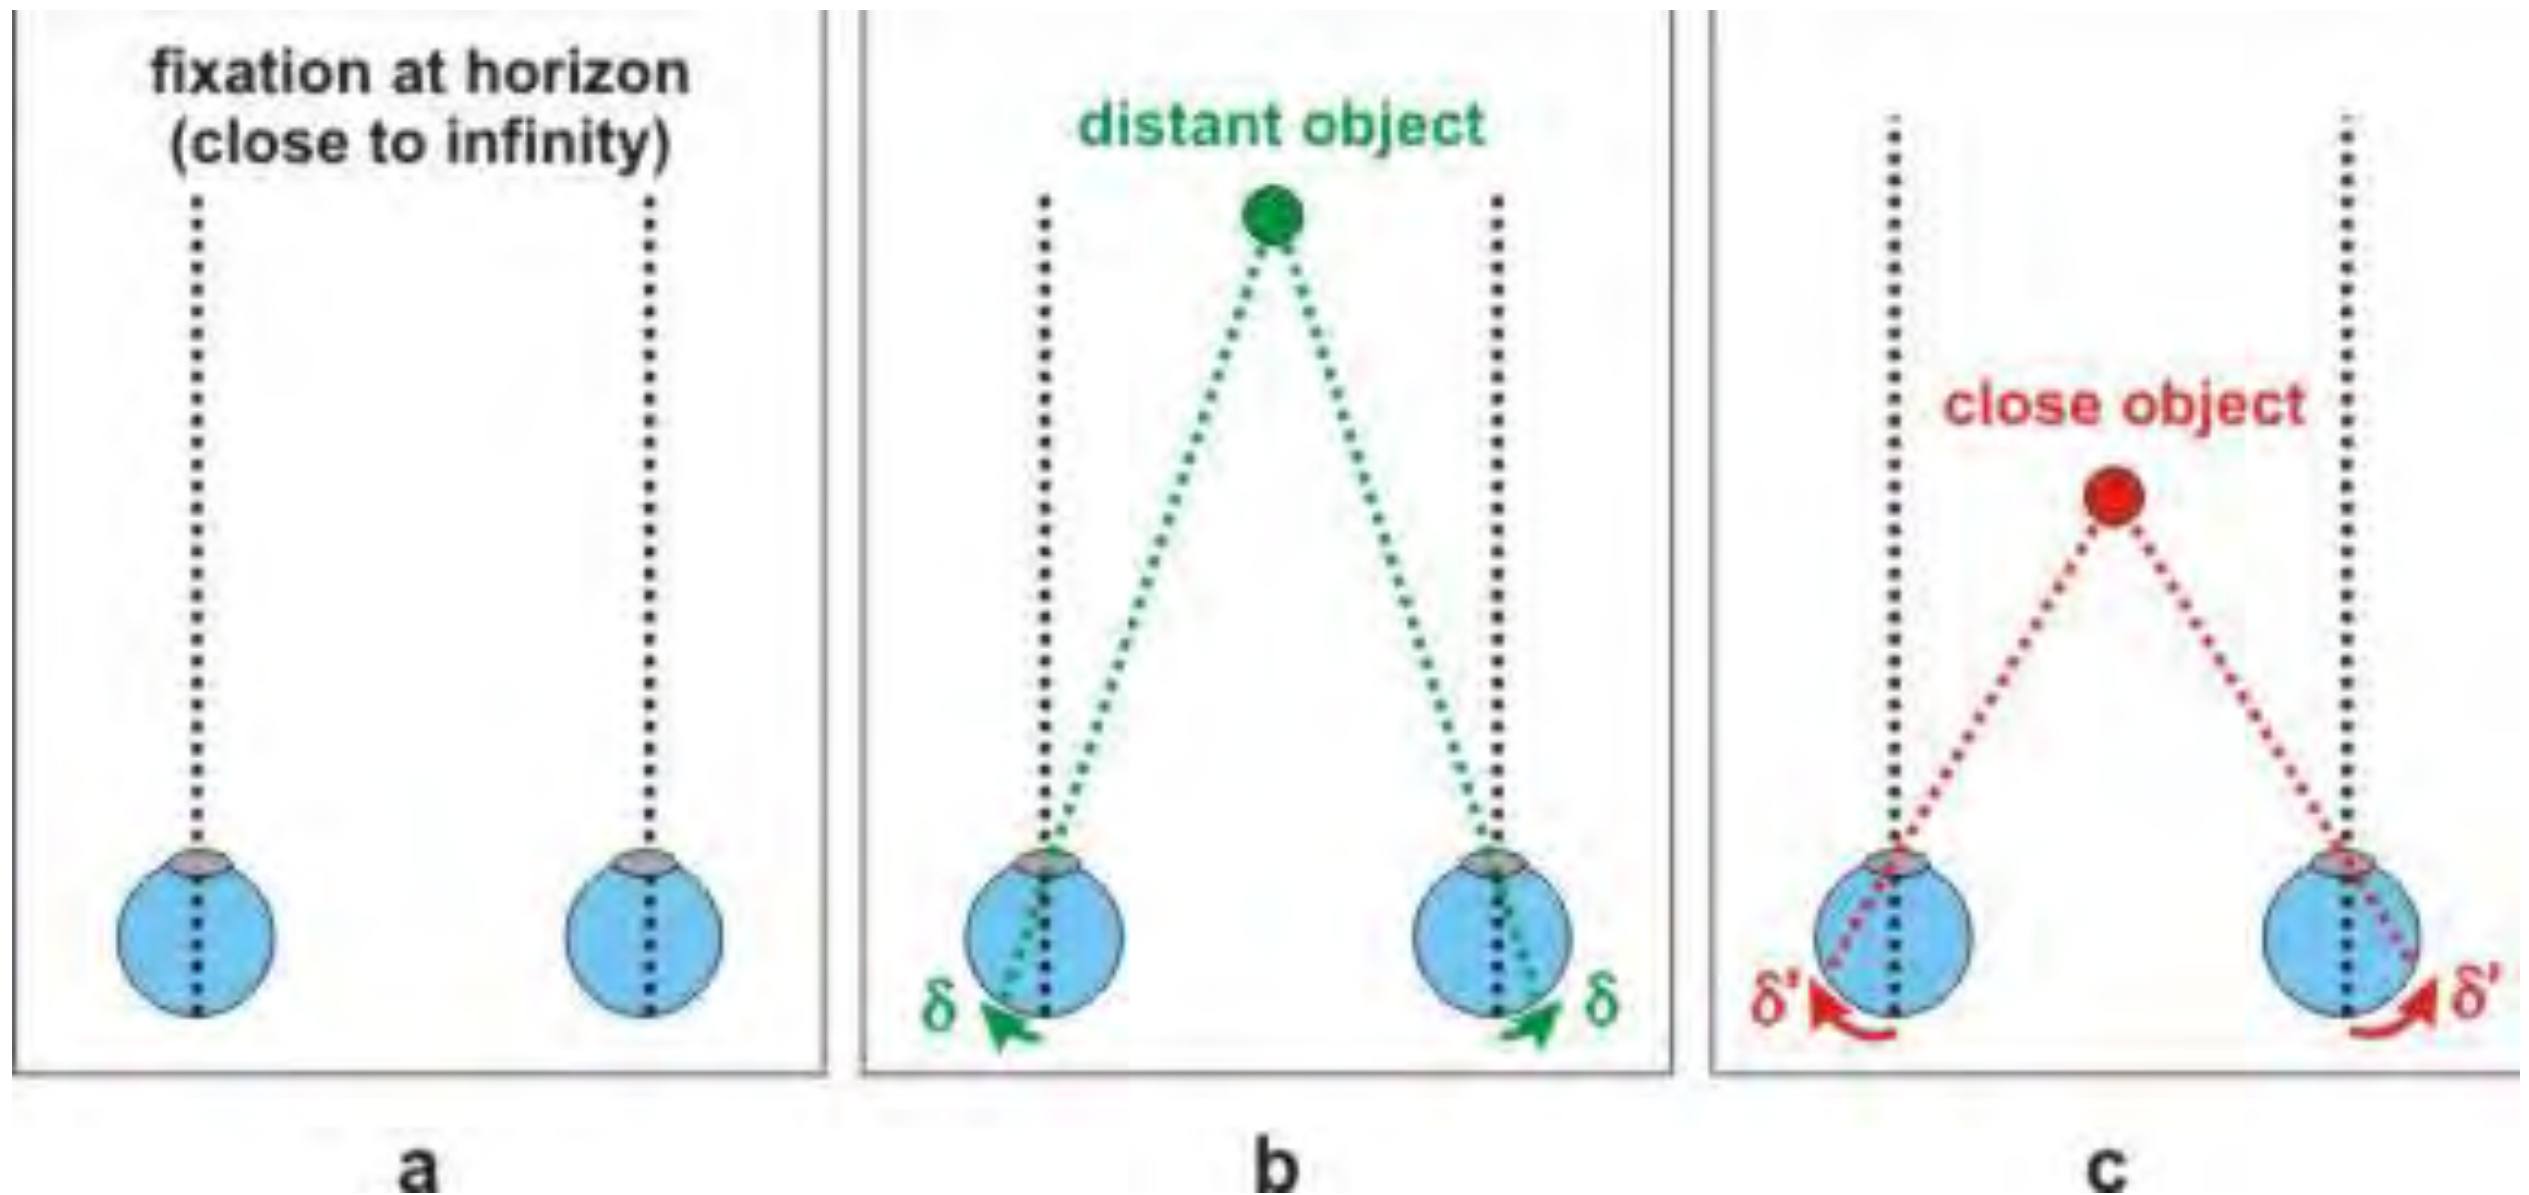 fixation at horizon
(close to infinity)
distant object
close object
δ
δ
δ'
δ'
a
b
c